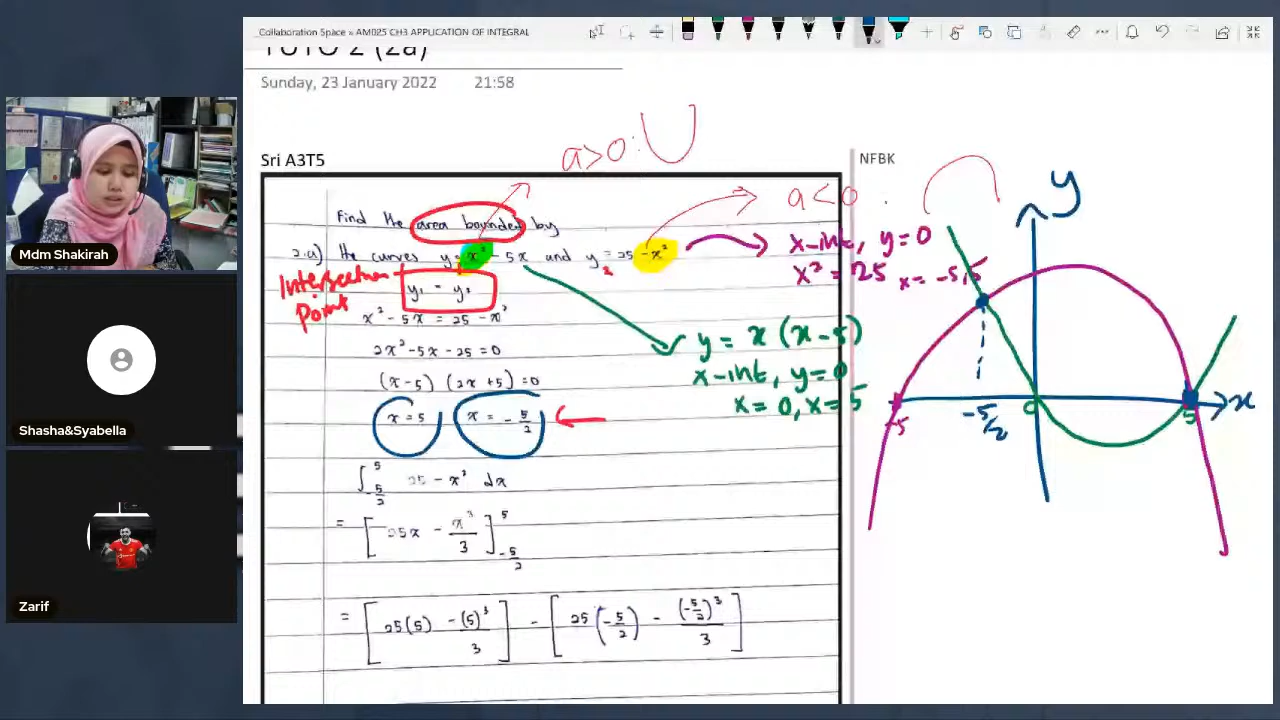 Collaboration Space » AM025 CH3 APPLICATION OF INTEGRAL
TUTO 2 (2a)
Sunday, 23 January 2022 21:58
Sri A3T5
NFBK
a>0:
a<0
Find the area bounded by
2.a) the curves y = x² - 5x and y = 25 - x²
Intersection point
y₁ = y₂
x² - 5x = 25 - x²
2x² - 5x - 25 = 0
(x-5) (2x+5) = 0
x = 5 x = - 5/2
∫ 5 -5/2 25 - x² dx
= [ 25x - x³/3 ] 5 -5/2
= [ 25(5) - (5)³/3 ] - [ 25 (-5/2) - (-5/2)³/3 ]
x-int, y=0
x² = 25 x = -5,5
y = x (x-5)
x-int, y=0
x=0, x=5
y
x
-5
-5/2
0
5
Mdm Shakirah
Shasha&Syabella
Zarif